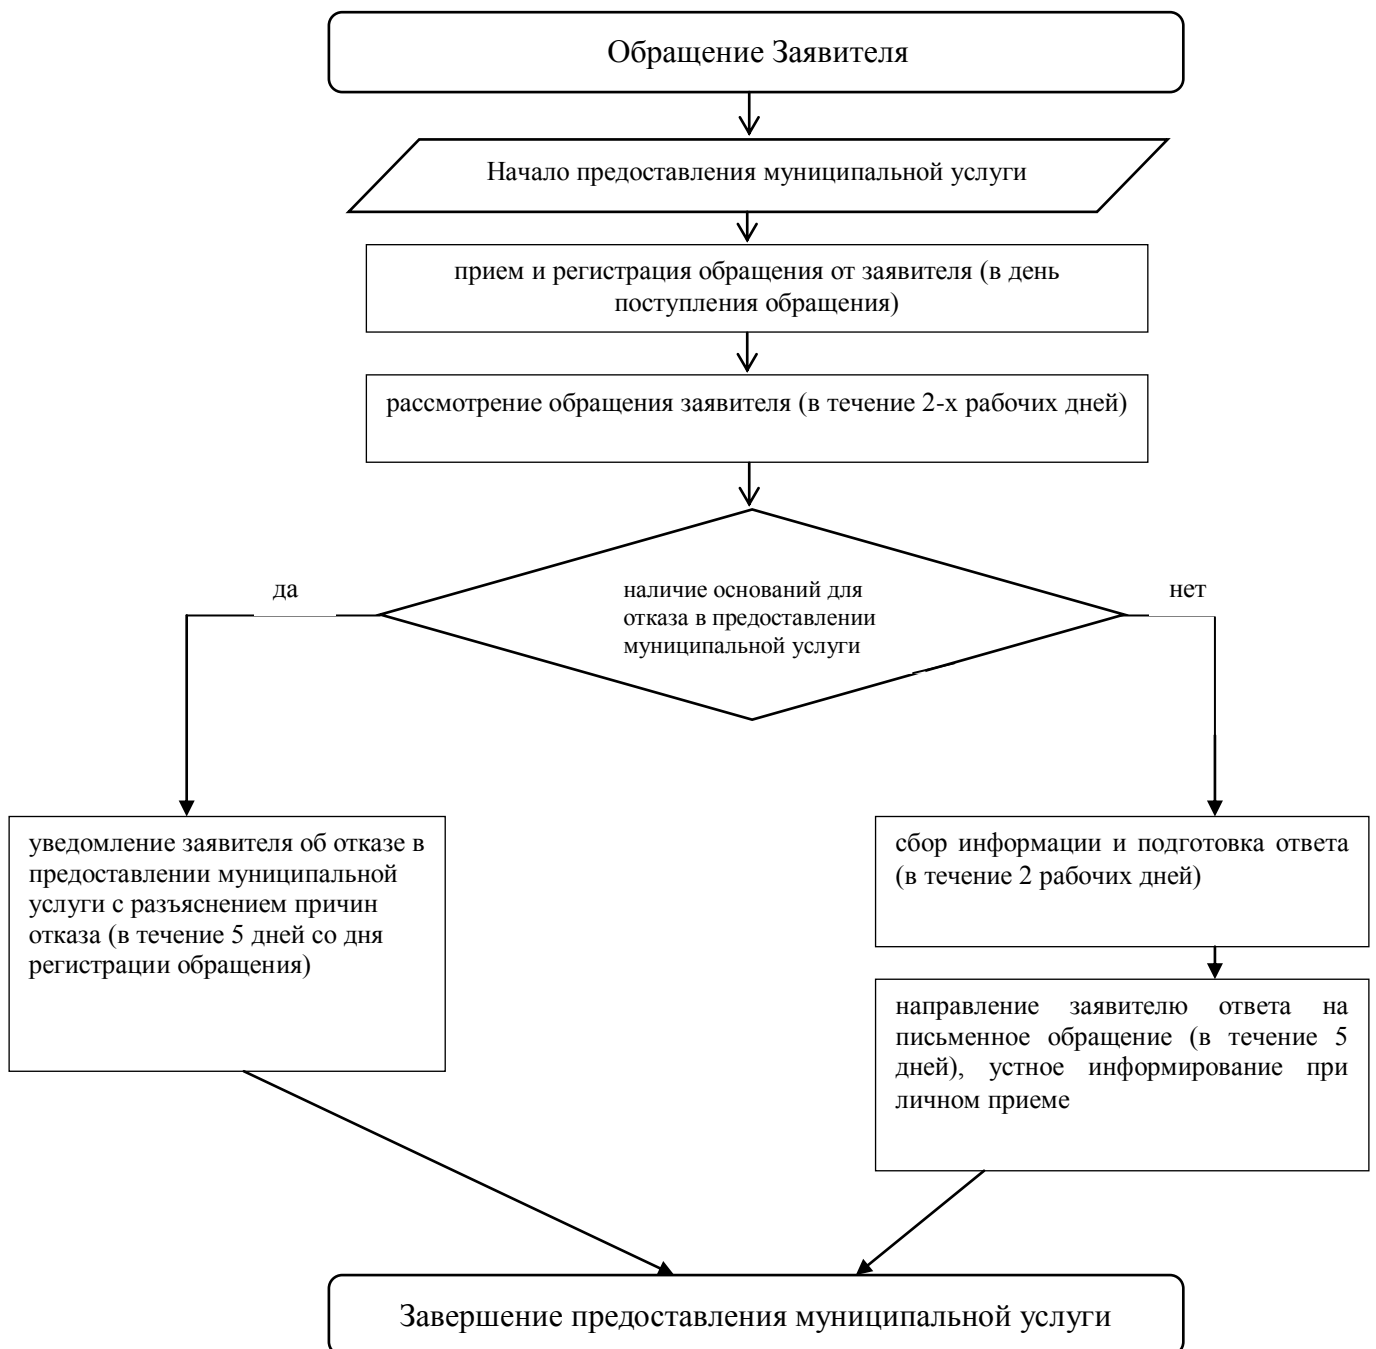 Обращение Заявителя
Начало предоставления муниципальной услуги
прием и регистрация обращения от заявителя (в день
поступления обращения)
рассмотрение обращения заявителя (в течение 2-х рабочих дней)
да
нет
наличие оснований для
отказа в предоставлении
муниципальной услуги
уведомление заявителя об отказе в
предоставлении муниципальной
услуги с разъяснением причин
отказа (в течение 5 дней со дня
регистрации обращения)
сбор информации и подготовка ответа
(в течение 2 рабочих дней)
направление заявителю ответа на
письменное обращение (в течение 5
дней), устное информирование при
личном приеме
Завершение предоставления муниципальной услуги